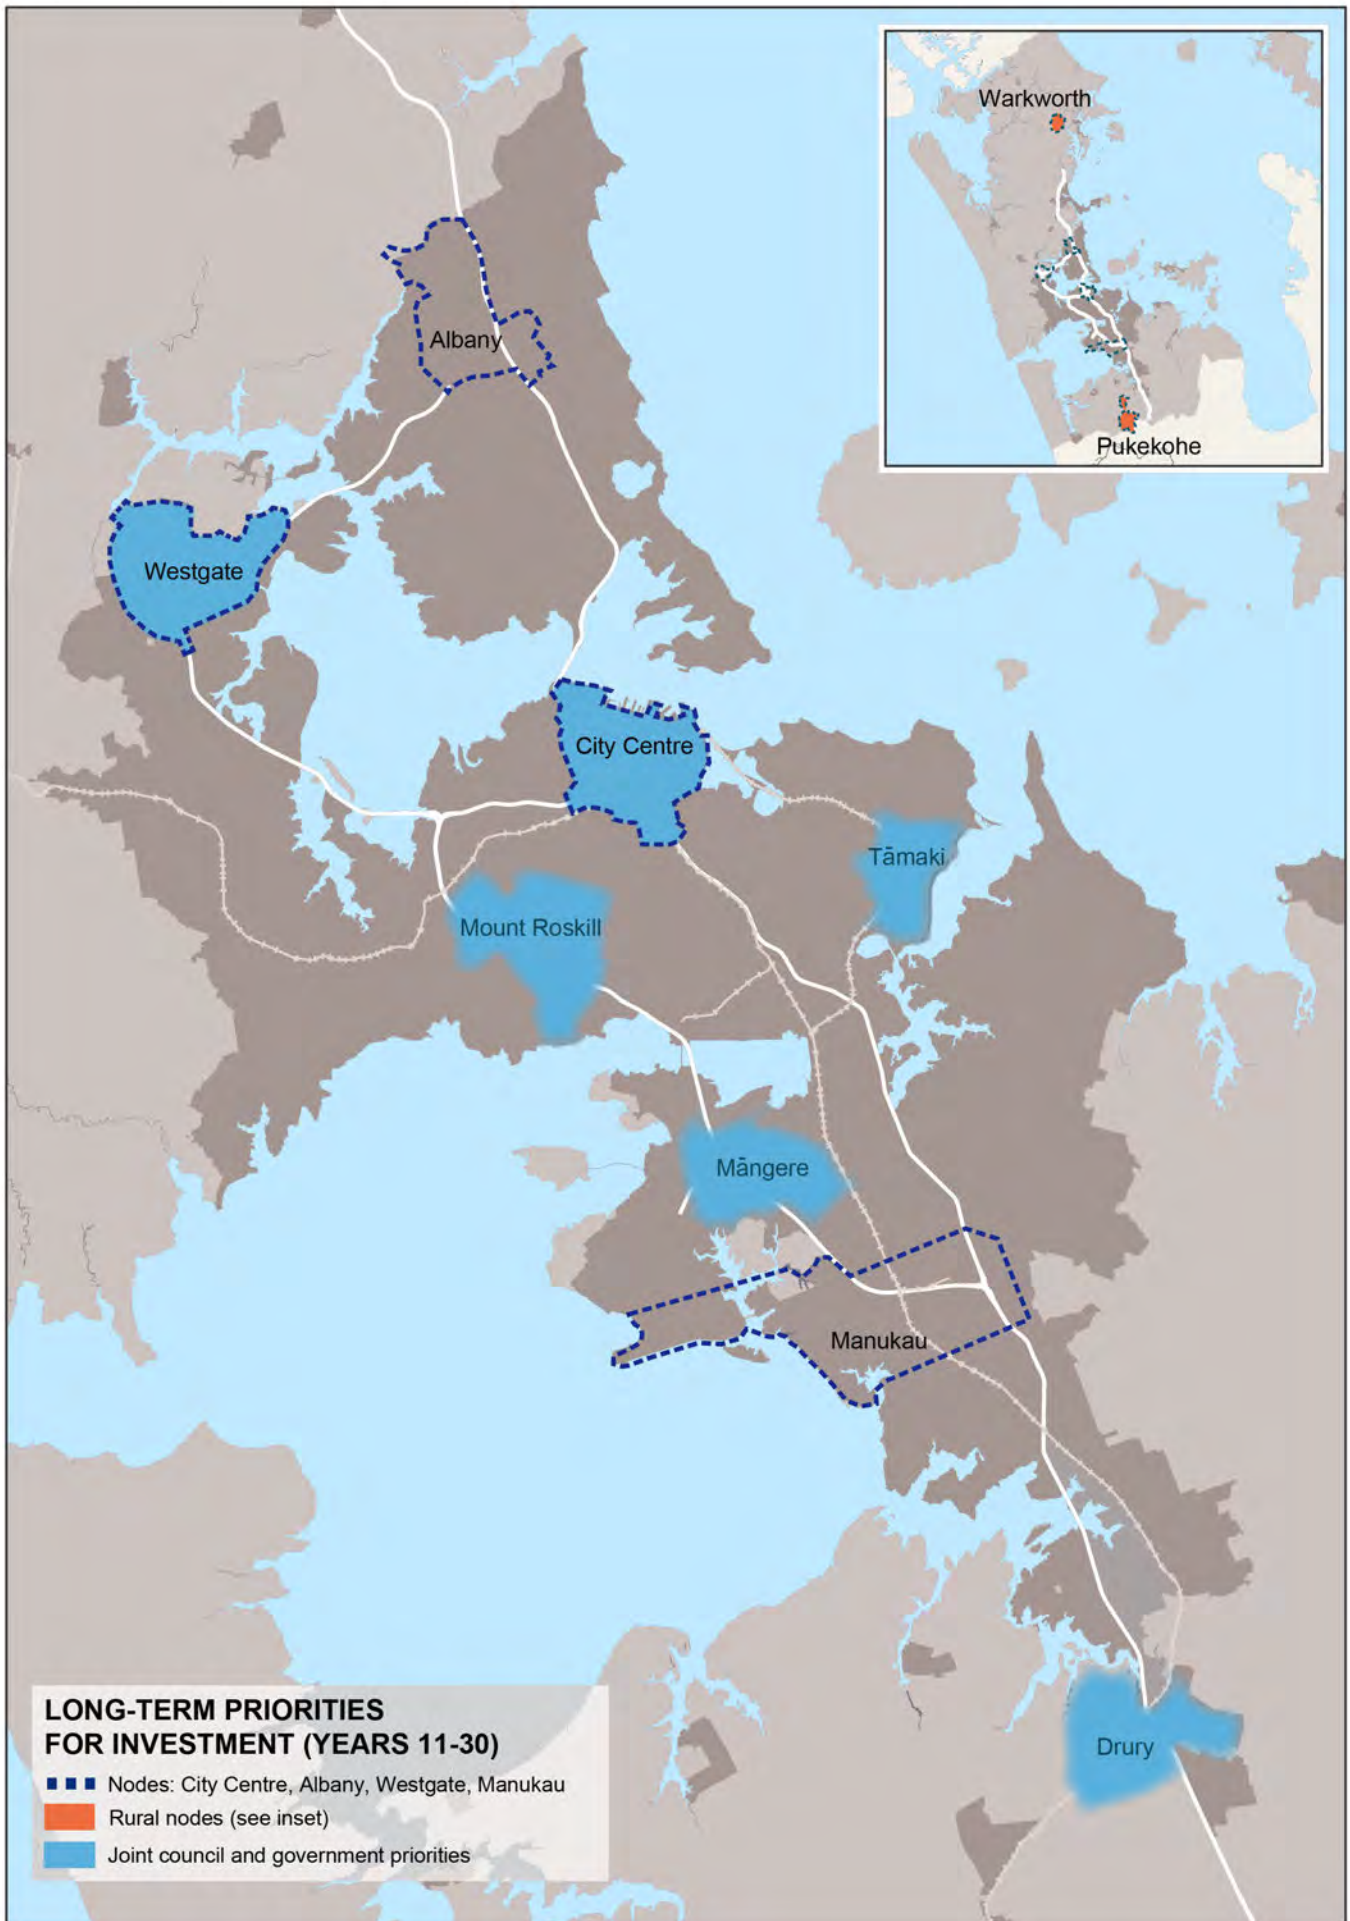 Warkworth
Pukekohe
Albany
Westgate
City Centre
Tāmaki
Mount Roskill
Māngere
Manukau
Drury
LONG-TERM PRIORITIES
FOR INVESTMENT (YEARS 11-30)
Nodes: City Centre, Albany, Westgate, Manukau
Rural nodes (see inset)
Joint council and government priorities